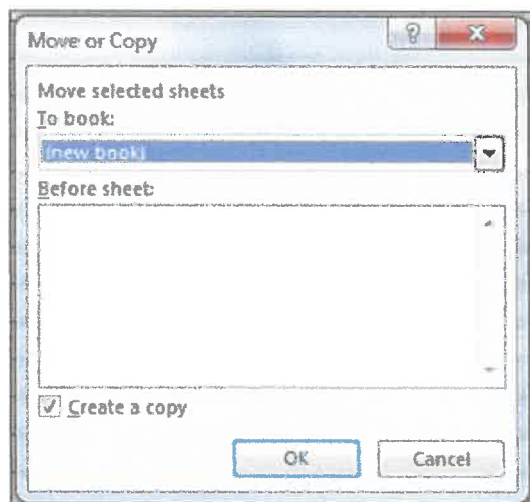 Move or Copy
Move selected sheets
To book:
(new book)
Before sheet:
Create a copy
OK
Cancel